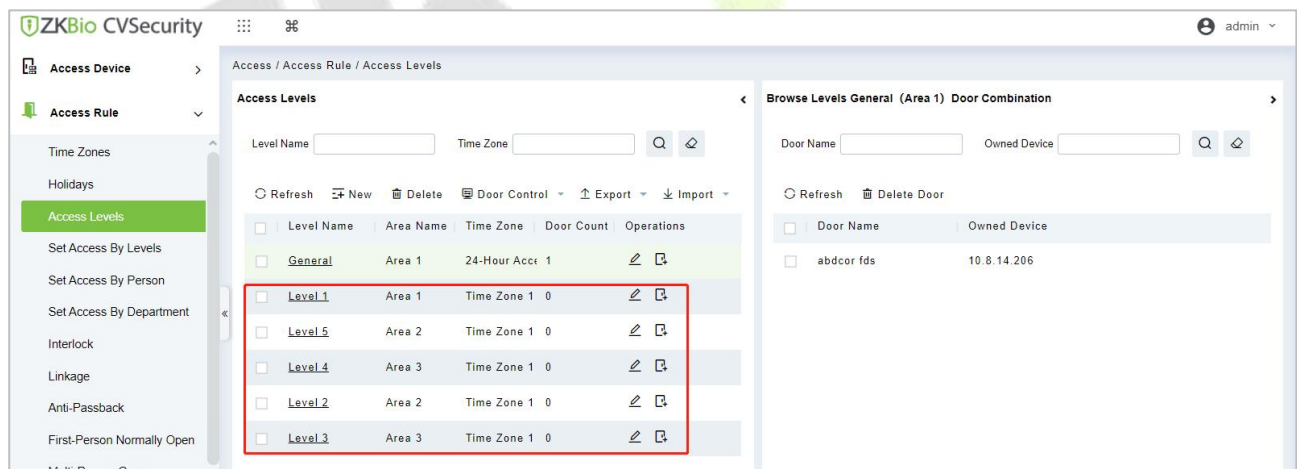 ZKBio CVSecurity
admin
Access Device
Access Rule
Time Zones
Holidays
Access Levels
Set Access By Levels
Set Access By Person
Set Access By Department
Interlock
Linkage
Anti-Passback
First-Person Normally Open
Access / Access Rule / Access Levels
Access Levels
Level Name Time Zone
Refresh New Delete Door Control Export Import
Level Name Area Name Time Zone Door Count Operations
General Area 1 24-Hour Acce 1
Level 1 Area 1 Time Zone 1 0
Level 5 Area 2 Time Zone 1 0
Level 4 Area 3 Time Zone 1 0
Level 2 Area 2 Time Zone 1 0
Level 3 Area 3 Time Zone 1 0
Browse Levels General (Area 1) Door Combination
Door Name Owned Device
Refresh Delete Door
Door Name Owned Device
abdcor fds 10.8.14.206